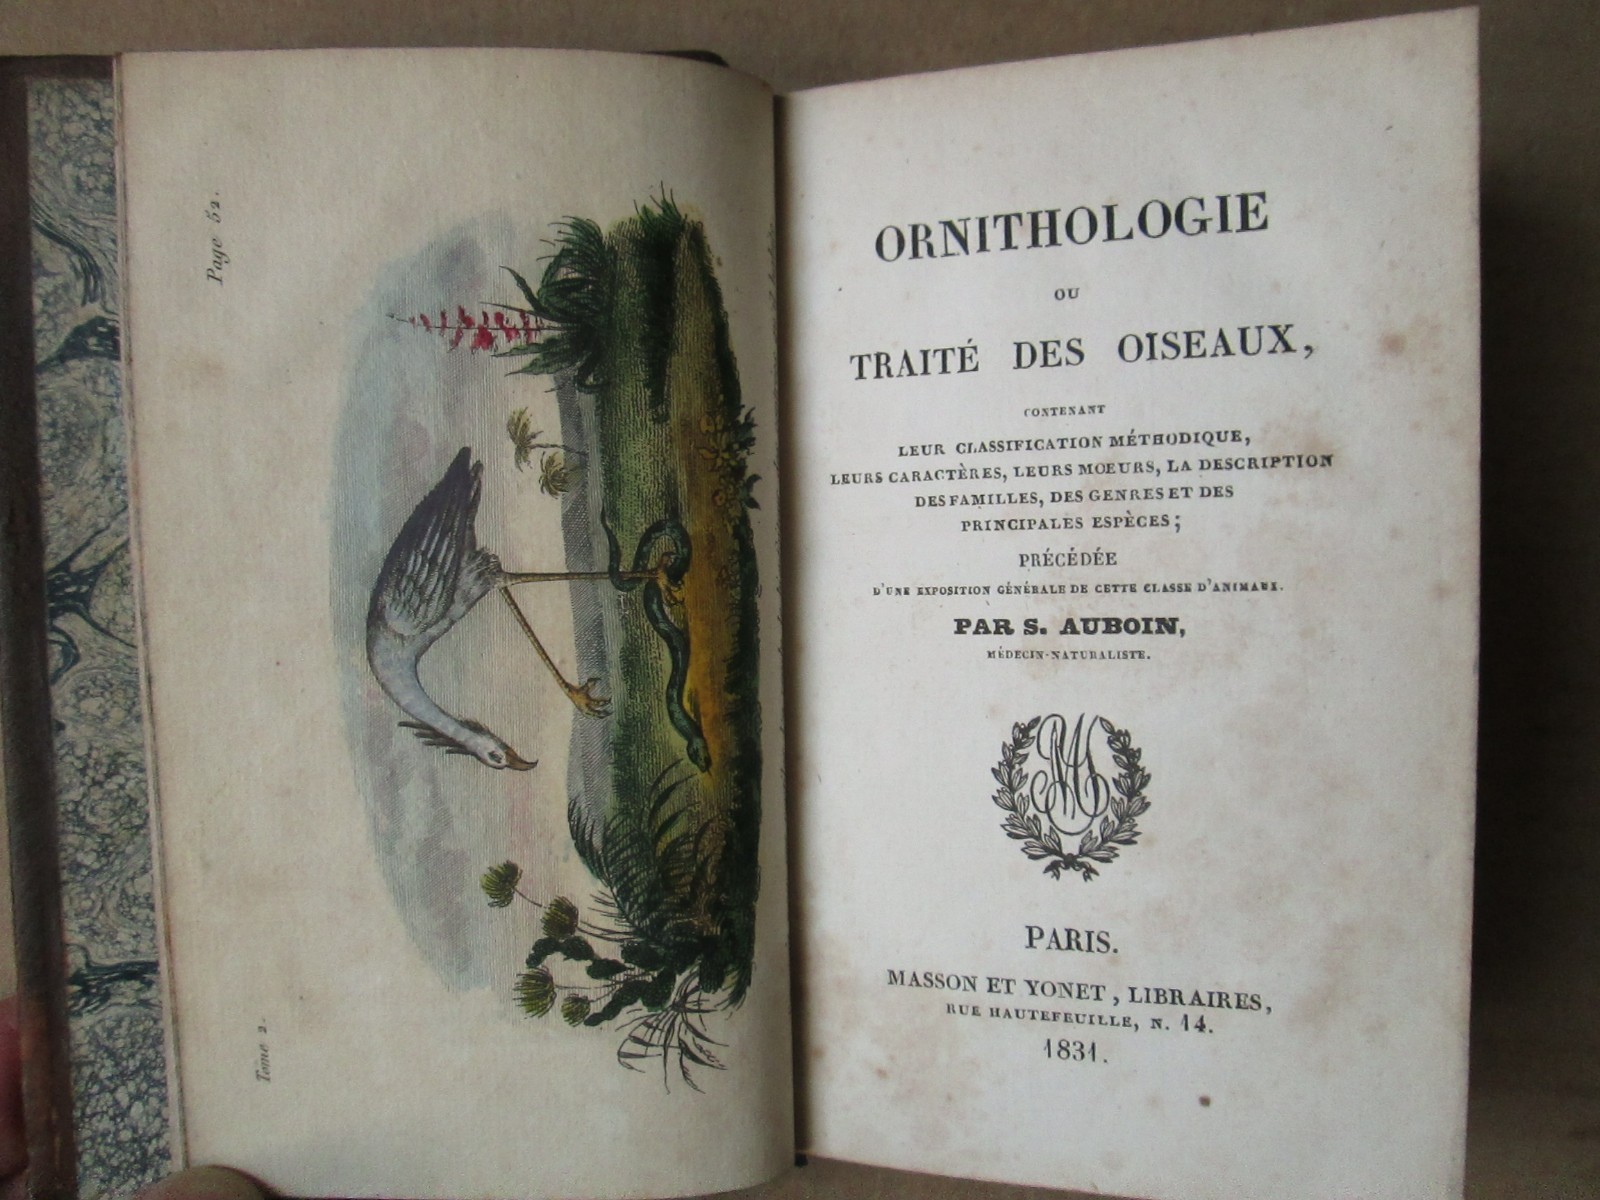 Page 52.
Tome 2.
ORNITHOLOGIE
OU
TRAITÉ DES OISEAUX,
CONTENANT
LEUR CLASSIFICATION MÉTHODIQUE,
LEURS CARACTÈRES, LEURS MOEURS, LA DESCRIPTION
DES FAMILLES, DES GENRES ET DES
PRINCIPALES ESPÈCES;
PRÉCÉDÉE
D'UNE EXPOSITION GÉNÉRALE DE CETTE CLASSE D'ANIMAUX.
PAR S. AUBOIN,
MÉDECIN-NATURALISTE.
PARIS.
MASSON ET YONET, LIBRAIRES,
RUE HAUTEFEUILLE, N. 14.
1831.